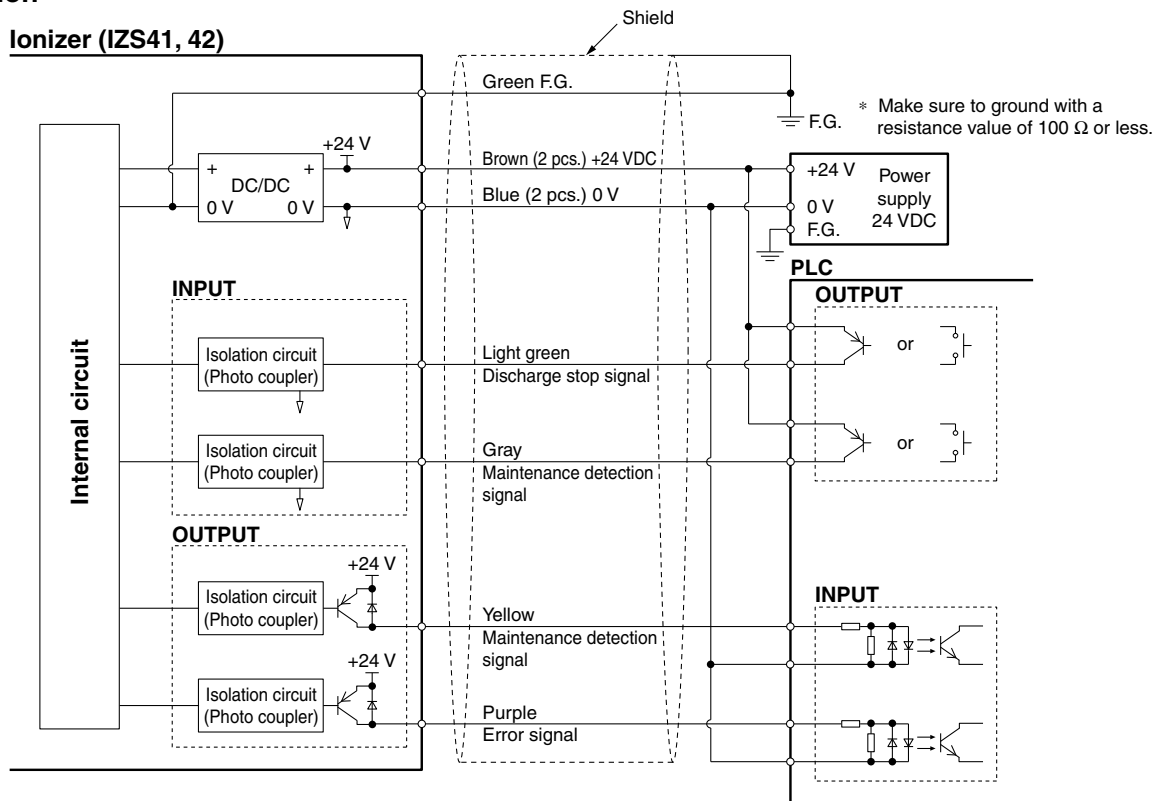 Ionizer (IZS41, 42)
Shield
Green F.G.
F.G.
* Make sure to ground with a
resistance value of 100 Ω or less.
+24 V
Brown (2 pcs.) +24 VDC
+ +
DC/DC
0 V 0 V
Blue (2 pcs.) 0 V
+24 V
0 V
F.G.
Power
supply
24 VDC
PLC
INPUT
OUTPUT
Internal circuit
Isolation circuit
(Photo coupler)
Light green
Discharge stop signal
or
Isolation circuit
(Photo coupler)
Gray
Maintenance detection
signal
or
OUTPUT
+24 V
Isolation circuit
(Photo coupler)
Yellow
Maintenance detection
signal
INPUT
+24 V
Isolation circuit
(Photo coupler)
Purple
Error signal